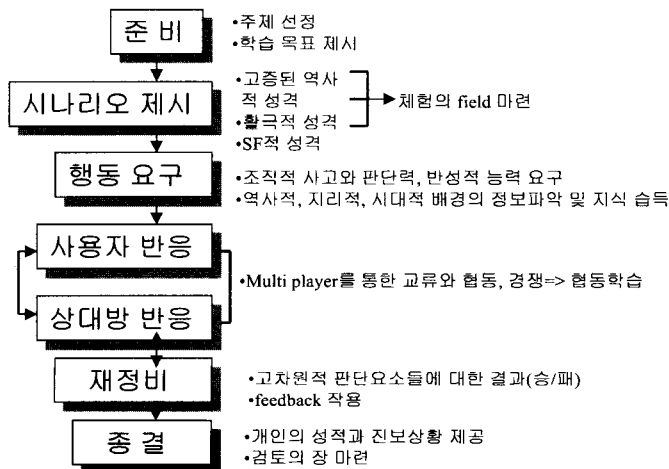 준 비
•주제 선정
•학습 목표 제시
시나리오 제시
•고증된 역사
적 성격
•활극적 성격
•SF적 성격
체험의 field 마련
행동 요구
•조직적 사고와 판단력, 반성적 능력 요구
•역사적, 지리적, 시대적 배경의 정보파악 및 지식 습득
사용자 반응
•Multi player를 통한 교류와 협동, 경쟁=> 협동학습
상대방 반응
재정비
•고차원적 판단요소들에 대한 결과(승/패)
•feedback 작용
종 결
•개인의 성적과 진보상황 제공
•검토의 장 마련